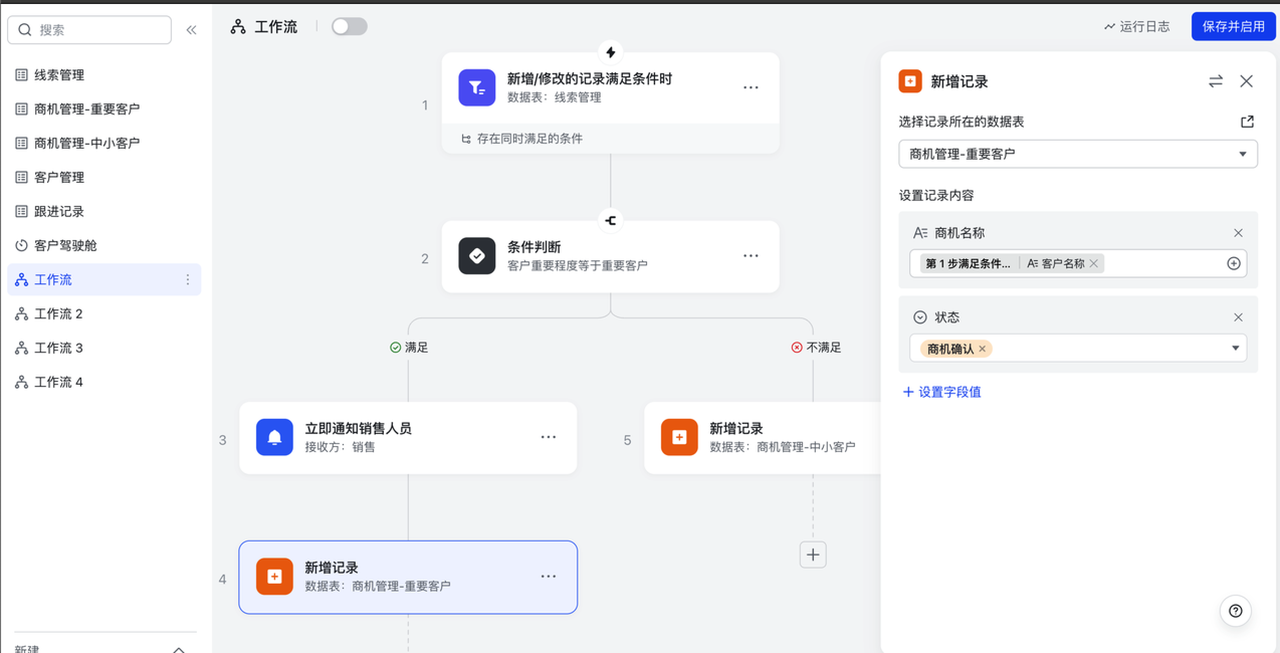 搜索
线索管理
商机管理-重要客户
商机管理-中小客户
客户管理
跟进记录
客户驾驶舱
工作流
工作流 2
工作流 3
工作流 4
新建
工作流
运行日志
保存并启用
1
新增/修改的记录满足条件时
数据表：线索管理
存在同时满足的条件
2
条件判断
客户重要程度等于重要客户
满足
不满足
3
立即通知销售人员
接收方：销售
5
新增记录
数据表：商机管理-中小客户
4
新增记录
数据表：商机管理-重要客户
新增记录
选择记录所在的数据表
商机管理-重要客户
设置记录内容
商机名称
第 1 步满足条件... 客户名称
状态
商机确认
设置字段值